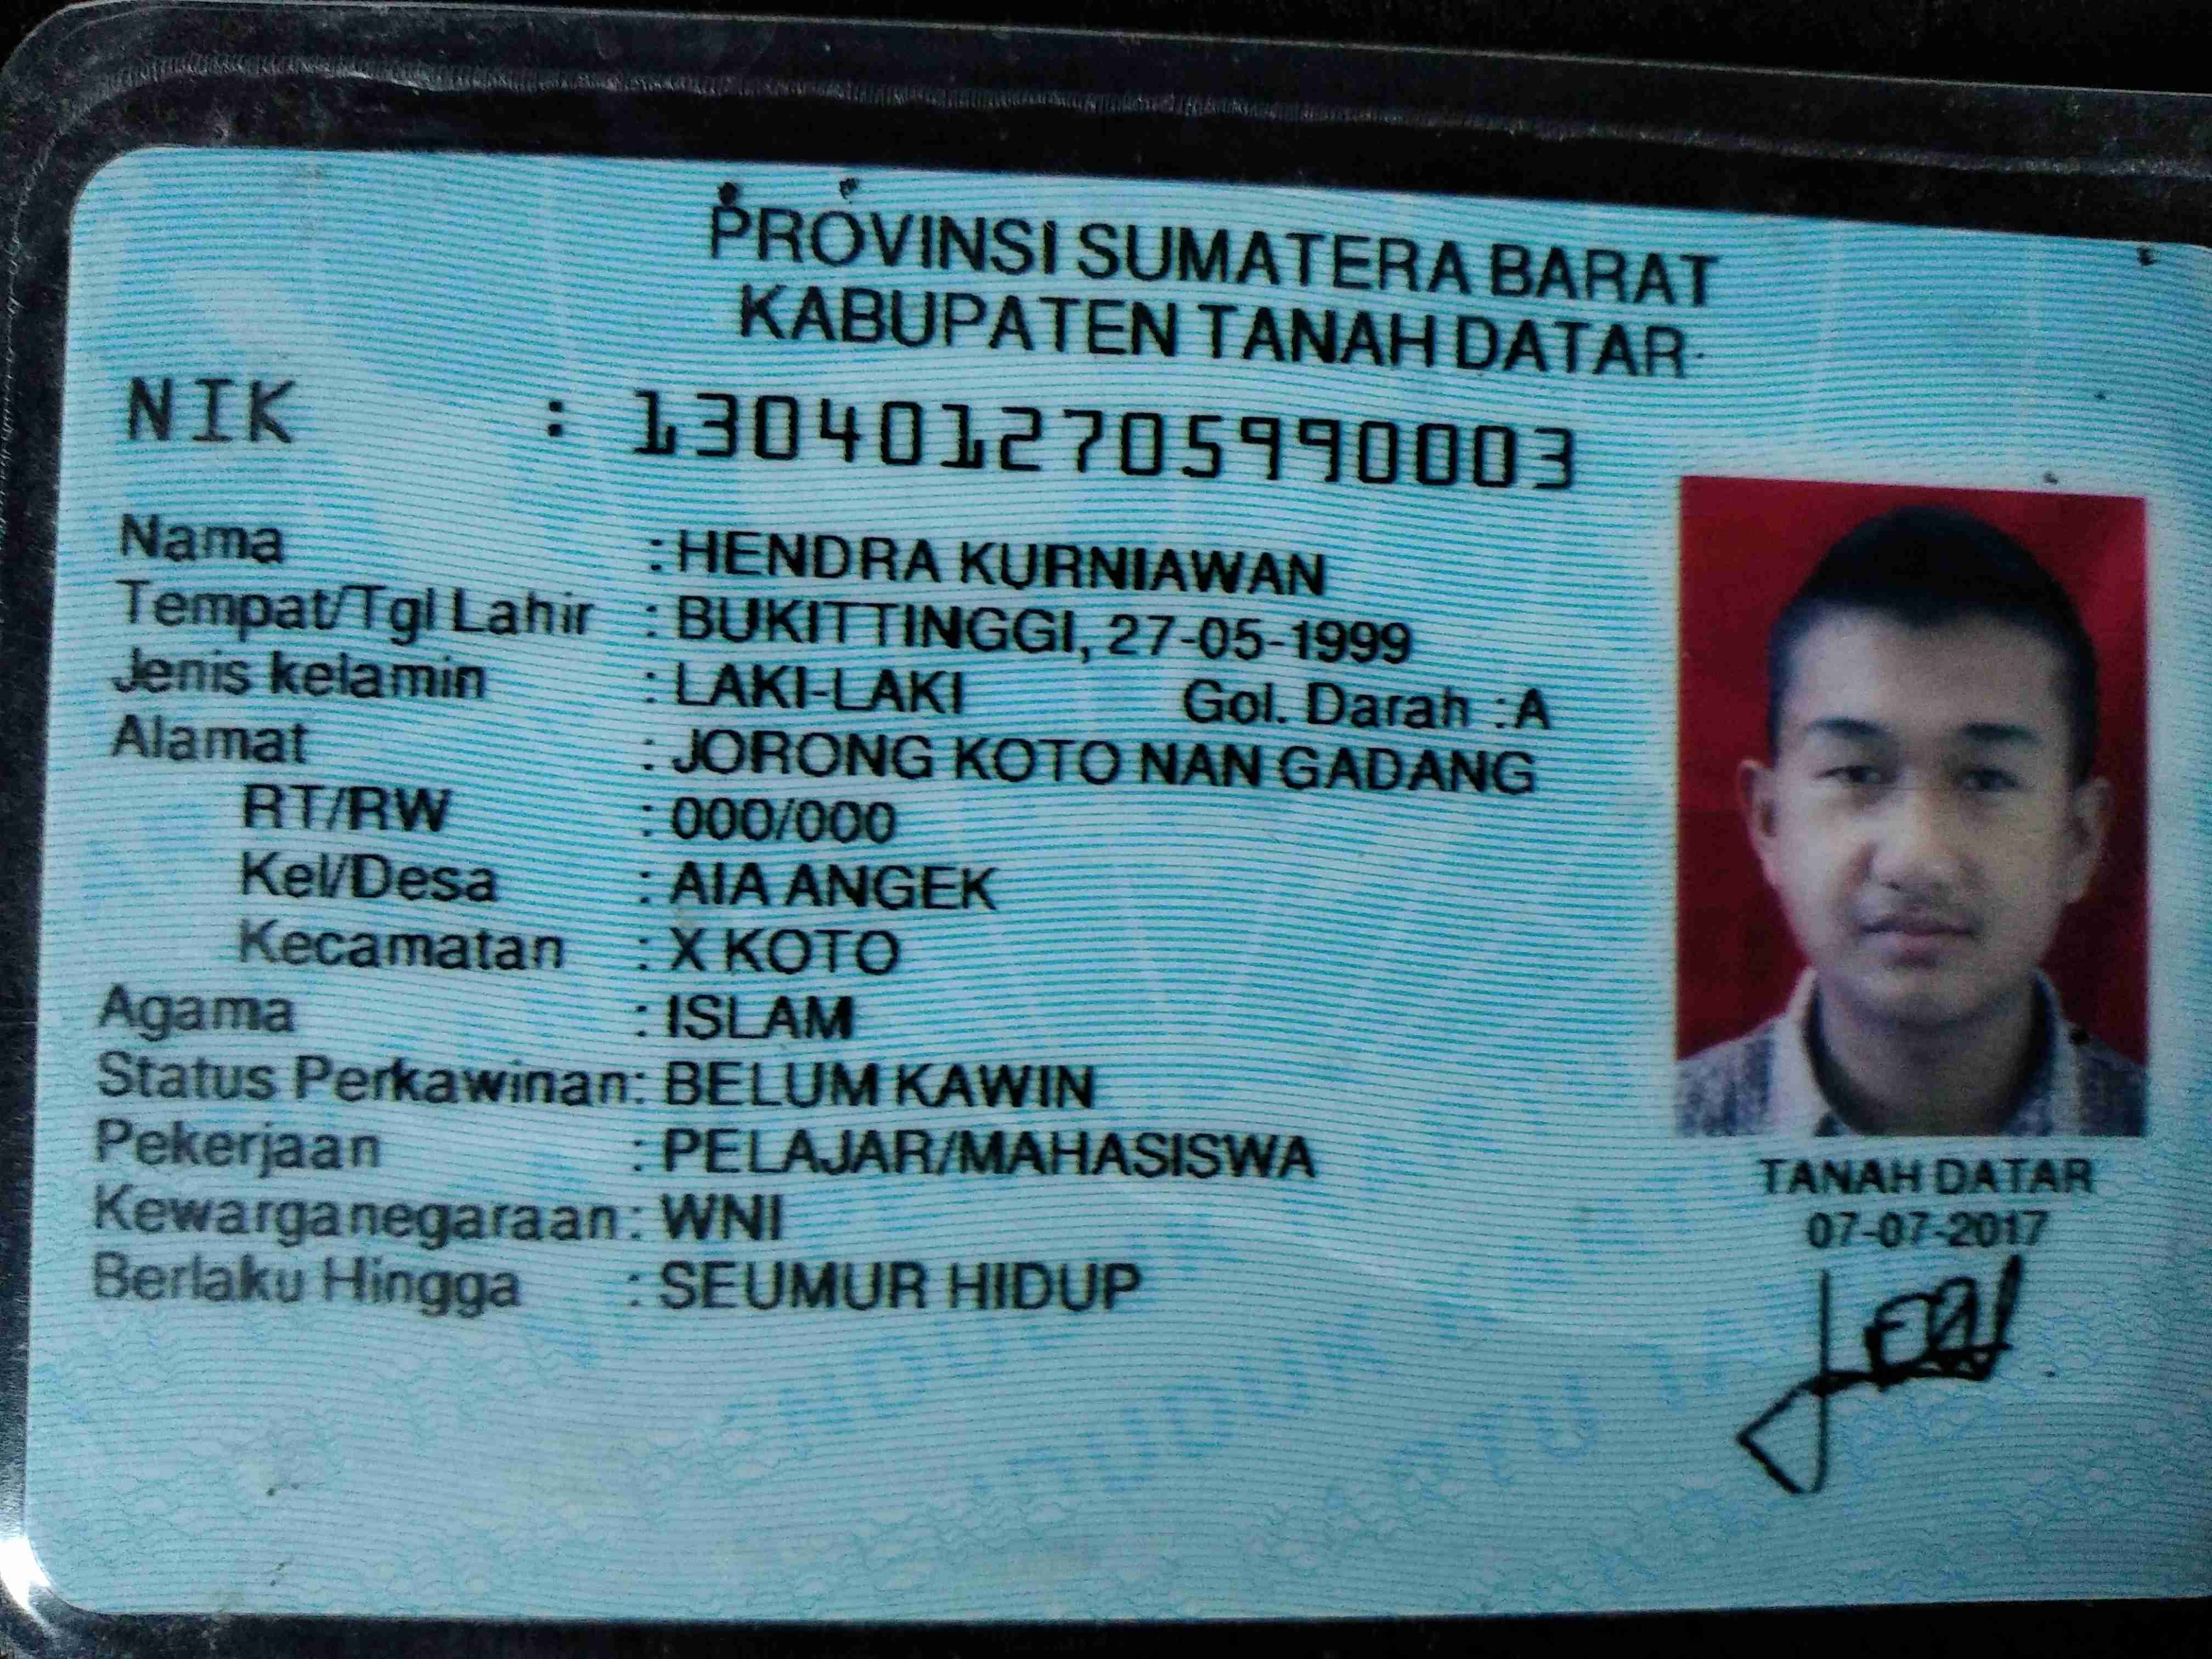 PROVINSI SUMATERA BARAT
KABUPATEN TANAH DATAR
NIK : 1304012705990003
Nama : HENDRA KURNIAWAN
Tempat/Tgl Lahir : BUKITTINGGI, 27-05-1999
Jenis kelamin : LAKI-LAKI Gol. Darah : A
Alamat : JORONG KOTO NAN GADANG
RT/RW : 000/000
Kel/Desa : AIA ANGEK
Kecamatan : X KOTO
Agama : ISLAM
Status Perkawinan: BELUM KAWIN
Pekerjaan : PELAJAR/MAHASISWA
Kewarganegaraan: WNI
Berlaku Hingga : SEUMUR HIDUP
TANAH DATAR
07-07-2017